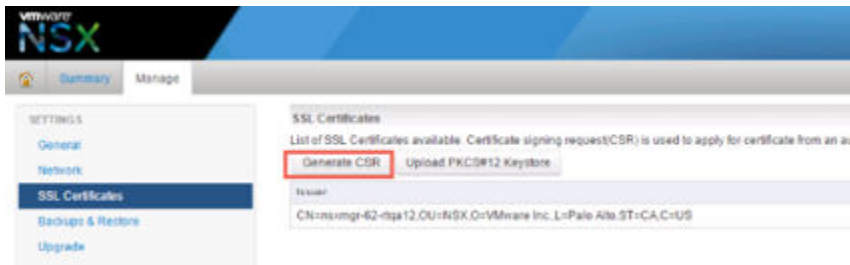 vmware
NSX
Summary
Manage
SETTINGS
General
Network
SSL Certificates
Backups & Restore
Upgrade
SSL Certificates
List of SSL Certificates available. Certificate signing request(CSR) is used to apply for certificate from an au
Generate CSR
Upload PKCS#12 Keystore
Issuer
CN=nsxmgr-62-rtqa12,OU=NSX,O=VMware Inc.,L=Palo Alto,ST=CA,C=US